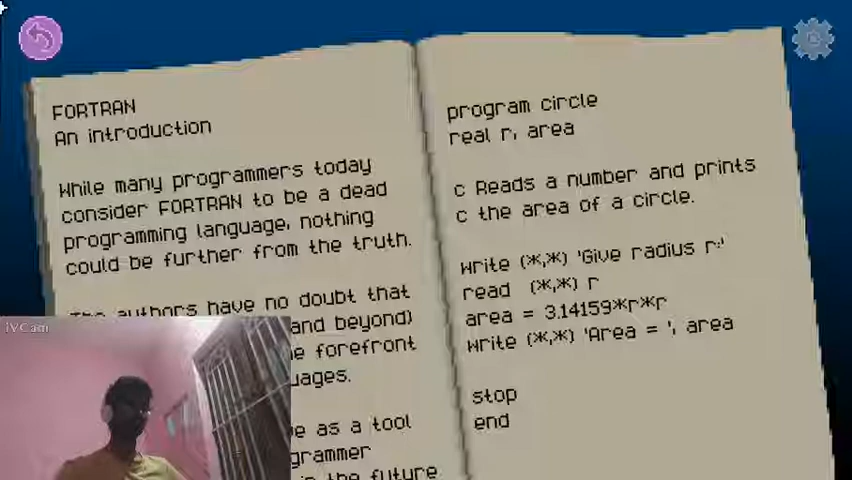 FORTRAN
An introduction
While many programmers today
consider FORTRAN to be a dead
programming language, nothing
could be further from the truth.
The authors have no doubt that
and beyond)
e forefront
uages.
e as a tool
grammer
in the future
program circle
real r, area
c Reads a number and prints
c the area of a circle.
Write (*,*) 'Give radius r:'
read (*,*) r
area = 3.14159*r*r
Write (*,*) 'Area = ', area
stop
end
iVCam